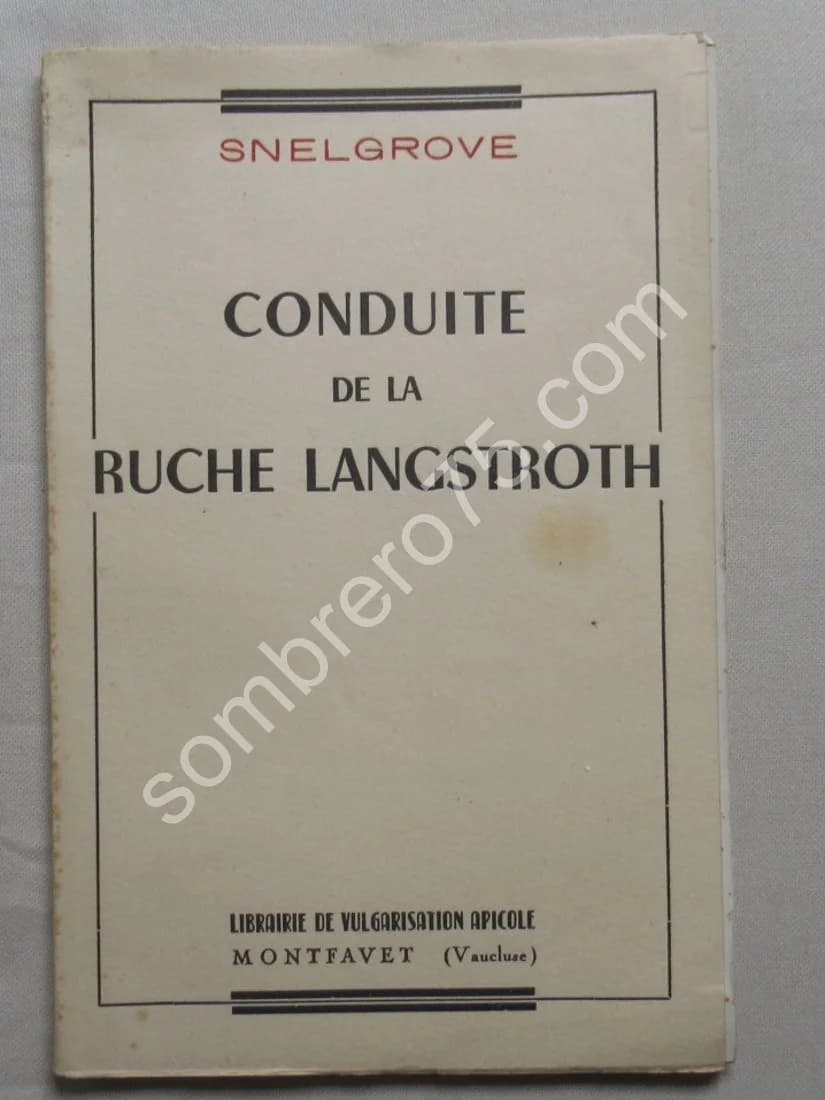 SNELGROVE
CONDUITE
DE LA
RUCHE LANGSTROTH
sombrero75.com
LIBRAIRIE DE VULGARISATION APICOLE
MONTFAVET (Vaucluse)